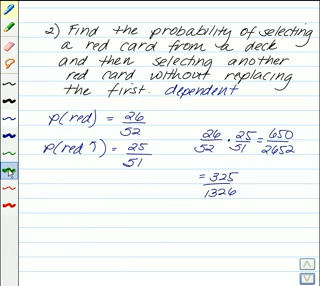 2) Find the probability of selecting
a red card from a deck
and then selecting another
red card without replacing
the first. dependent
P(red) = 26/52
P(red ↑) = 25/51
26/52 · 25/51 = 650/2652
= 325/1326